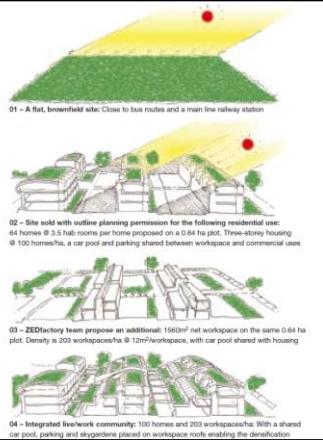 01 – A flat, brownfield site: Close to bus routes and a main line railway station
02 – Site sold with outline planning permission for the following residential use:
64 homes @ 3.5 hab rooms per home proposed on a 0.64 ha plot. Three-storey housing
@ 100 homes/ha, a car pool and parking shared between workspace and commercial uses
03 – ZEDfactory team propose an additional: 1560m² net workspace on the same 0.64 ha
plot. Density is 203 workspaces/ha @ 12m²/workspace, with car pool shared with housing
04 – Integrated live/work community: 100 homes and 203 workspaces/ha: With a shared
car pool, parking and skygardens placed on workspace roofs enabling the densification